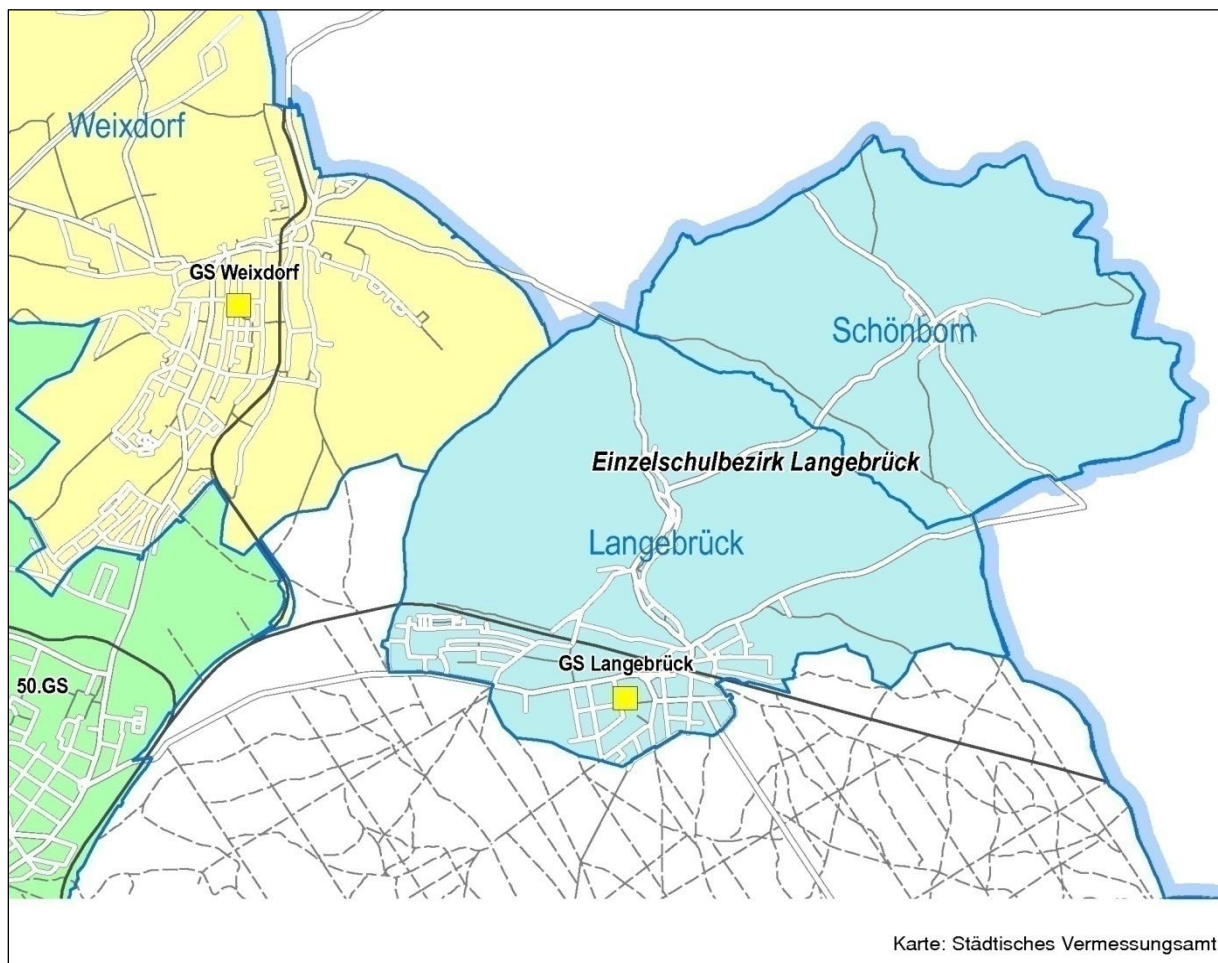 Weixdorf
GS Weixdorf
Schönborn
Einzelschulbezirk Langebrück
Langebrück
GS Langebrück
50.GS
Karte: Städtisches Vermessungsamt